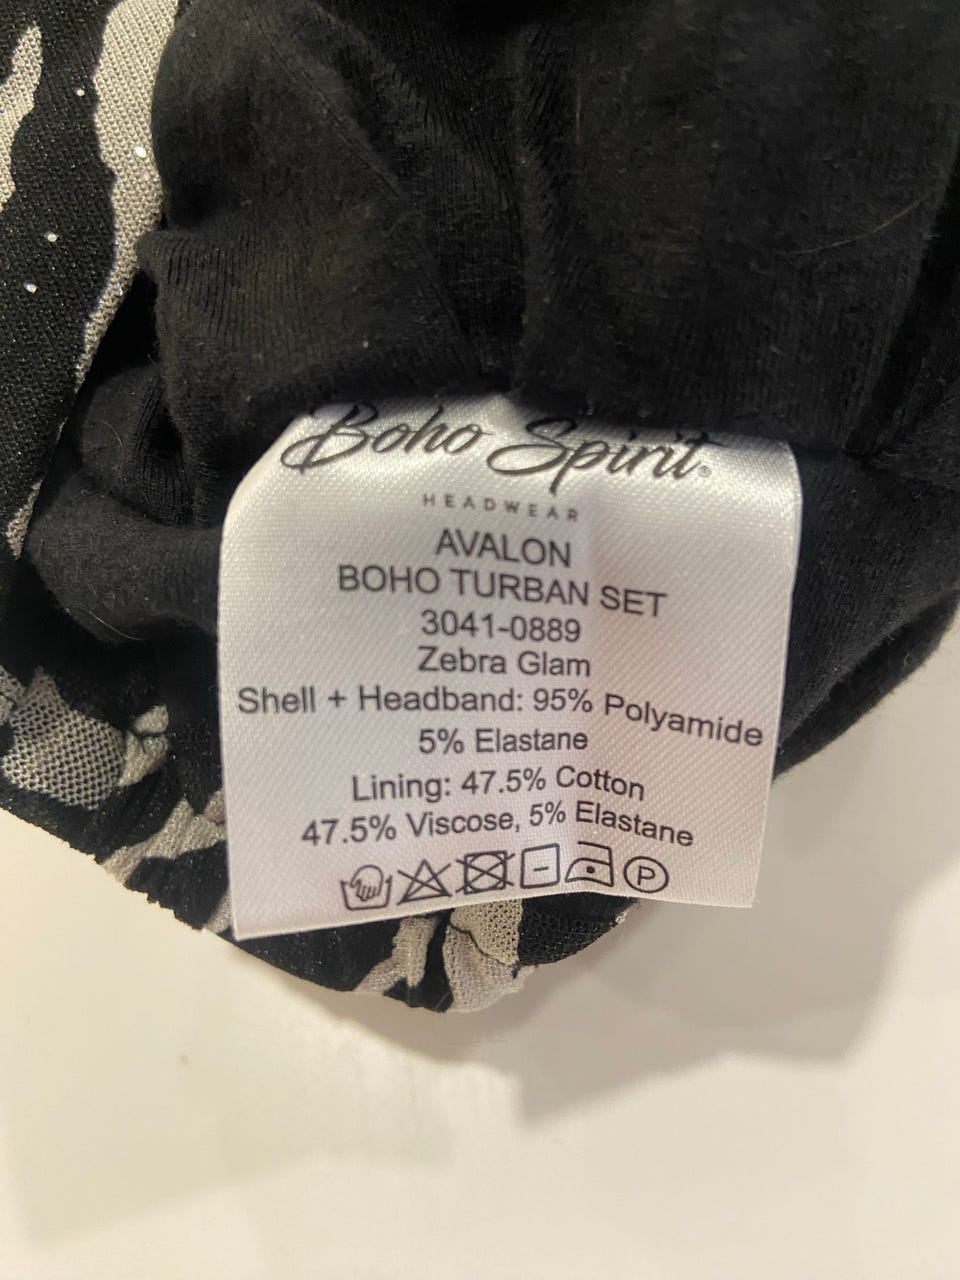 Boho Spirit®
HEADWEAR
AVALON
BOHO TURBAN SET
3041-0889
Zebra Glam
Shell + Headband: 95% Polyamide
5% Elastane
Lining: 47.5% Cotton
47.5% Viscose, 5% Elastane
P